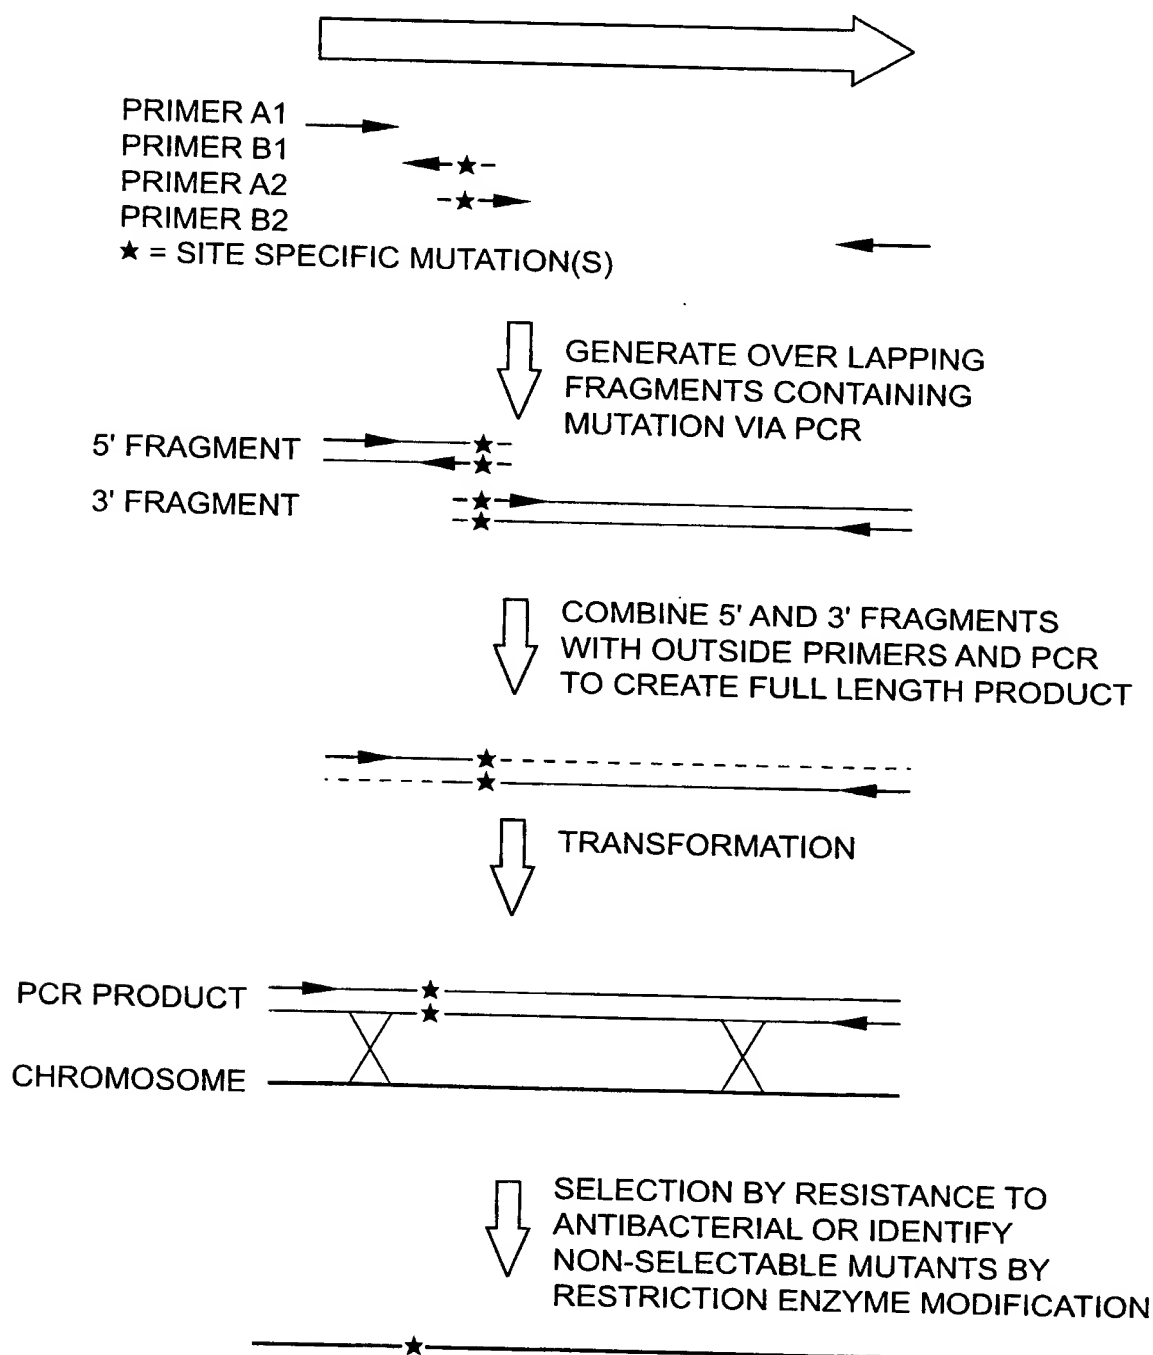 PRIMER A1
PRIMER B1
PRIMER A2
PRIMER B2
★ = SITE SPECIFIC MUTATION(S)
GENERATE OVER LAPPING
FRAGMENTS CONTAINING
MUTATION VIA PCR
5' FRAGMENT
3' FRAGMENT
COMBINE 5' AND 3' FRAGMENTS
WITH OUTSIDE PRIMERS AND PCR
TO CREATE FULL LENGTH PRODUCT
TRANSFORMATION
PCR PRODUCT
CHROMOSOME
SELECTION BY RESISTANCE TO
ANTIBACTERIAL OR IDENTIFY
NON-SELECTABLE MUTANTS BY
RESTRICTION ENZYME MODIFICATION